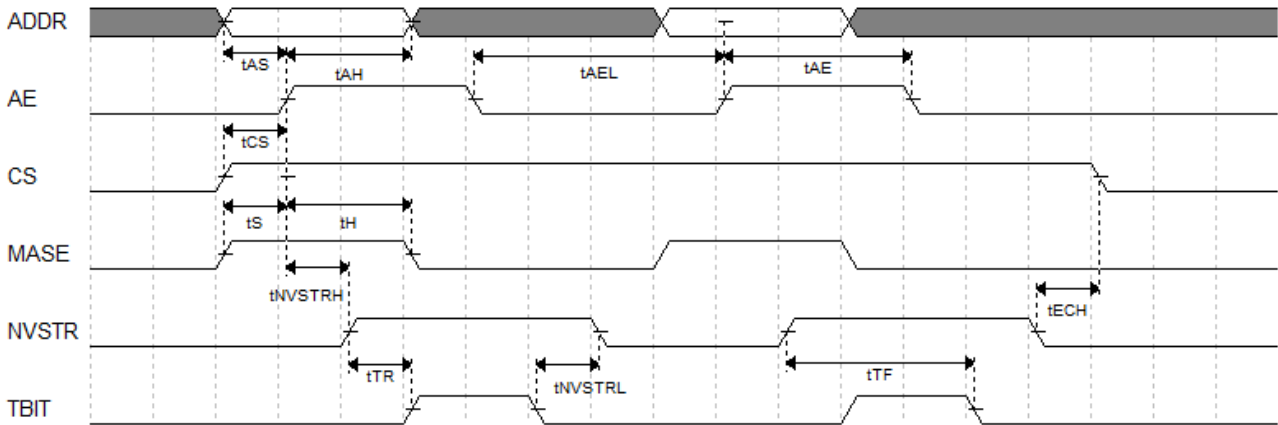 ADDR
tAS
tAH
tAEL
tAE
AE
tCS
CS
tS
tH
MASE
tNVSTRH
tECH
NVSTR
tTR
tNVSTRL
tTF
TBIT